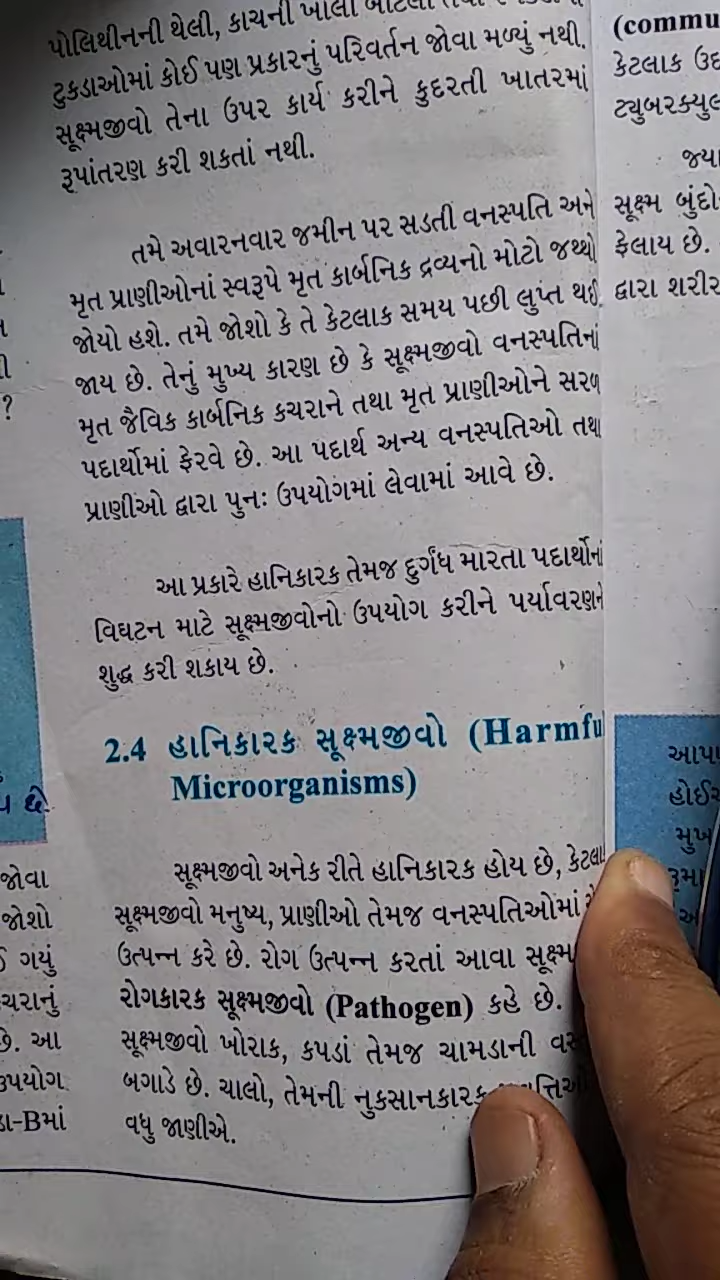 પોલિથીનની થેલી, કાચની ખાલી
ટુકડાઓમાં કોઈ પણ પ્રકારનું પરિવર્તન જોવા મળ્યું નથી.
સૂક્ષ્મજીવો તેના ઉપર કાર્ય કરીને કુદરતી ખાતરમાં
રૂપાંતરણ કરી શકતાં નથી.
તમે અવારનવાર જમીન પર સડતી વનસ્પતિ અને
મૃત પ્રાણીઓનાં સ્વરૂપે મૃત કાર્બનિક દ્રવ્યનો મોટો જથ્થો
જોયો હશે. તમે જોશો કે તે કેટલાક સમય પછી લુપ્ત થઈ
જાય છે. તેનું મુખ્ય કારણ છે કે સૂક્ષ્મજીવો વનસ્પતિનાં
મૃત જૈવિક કાર્બનિક કચરાને તથા મૃત પ્રાણીઓને સરળ
પદાર્થોમાં ફેરવે છે. આ પદાર્થ અન્ય વનસ્પતિઓ તથા
પ્રાણીઓ દ્વારા પુનઃ ઉપયોગમાં લેવામાં આવે છે.
આ પ્રકારે હાનિકારક તેમજ દુર્ગંધ મારતા પદાર્થોનાં
વિઘટન માટે સૂક્ષ્મજીવોનો ઉપયોગ કરીને પર્યાવરણને
શુદ્ધ કરી શકાય છે.
2.4 હાનિકારક સૂક્ષ્મજીવો (Harmfu
Microorganisms)
સૂક્ષ્મજીવો અનેક રીતે હાનિકારક હોય છે, કેટલા
સૂક્ષ્મજીવો મનુષ્ય, પ્રાણીઓ તેમજ વનસ્પતિઓમાં
ઉત્પન્ન કરે છે. રોગ ઉત્પન્ન કરતાં આવા સૂક્ષ્મ
રોગકારક સૂક્ષ્મજીવો (Pathogen) કહે છે.
સૂક્ષ્મજીવો ખોરાક, કપડાં તેમજ ચામડાની
બગાડે છે. ચાલો, તેમની નુકસાનકારક
વધુ જાણીએ.
છે.
જોવા
જોશો
ગયું
છે. આ
ઉપયોગ
(commu
કેટલાક ઉદ
ટ્યુબરક્યુલ
જ્યા
સૂક્ષ્મ બુંદો
ફેલાય છે.
દ્વારા શરીર
આપ
હોઈ
મુખ